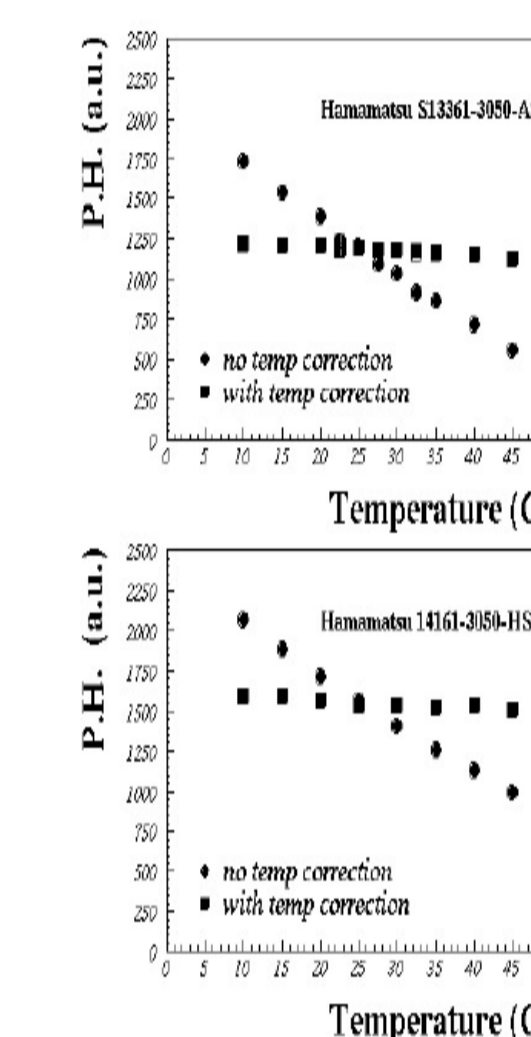 2500
2250
2000
1750
1500
1250
1000
750
500
250
0
P.H. (a.u.)
Hamamatsu S13361-3050-A
no temp correction
with temp correction
0 5 10 15 20 25 30 35 40 45
Temperature (C
2500
2250
2000
1750
1500
1250
1000
750
500
250
0
P.H. (a.u.)
Hamamatsu 14161-3050-HS
no temp correction
with temp correction
0 5 10 15 20 25 30 35 40 45
Temperature (C